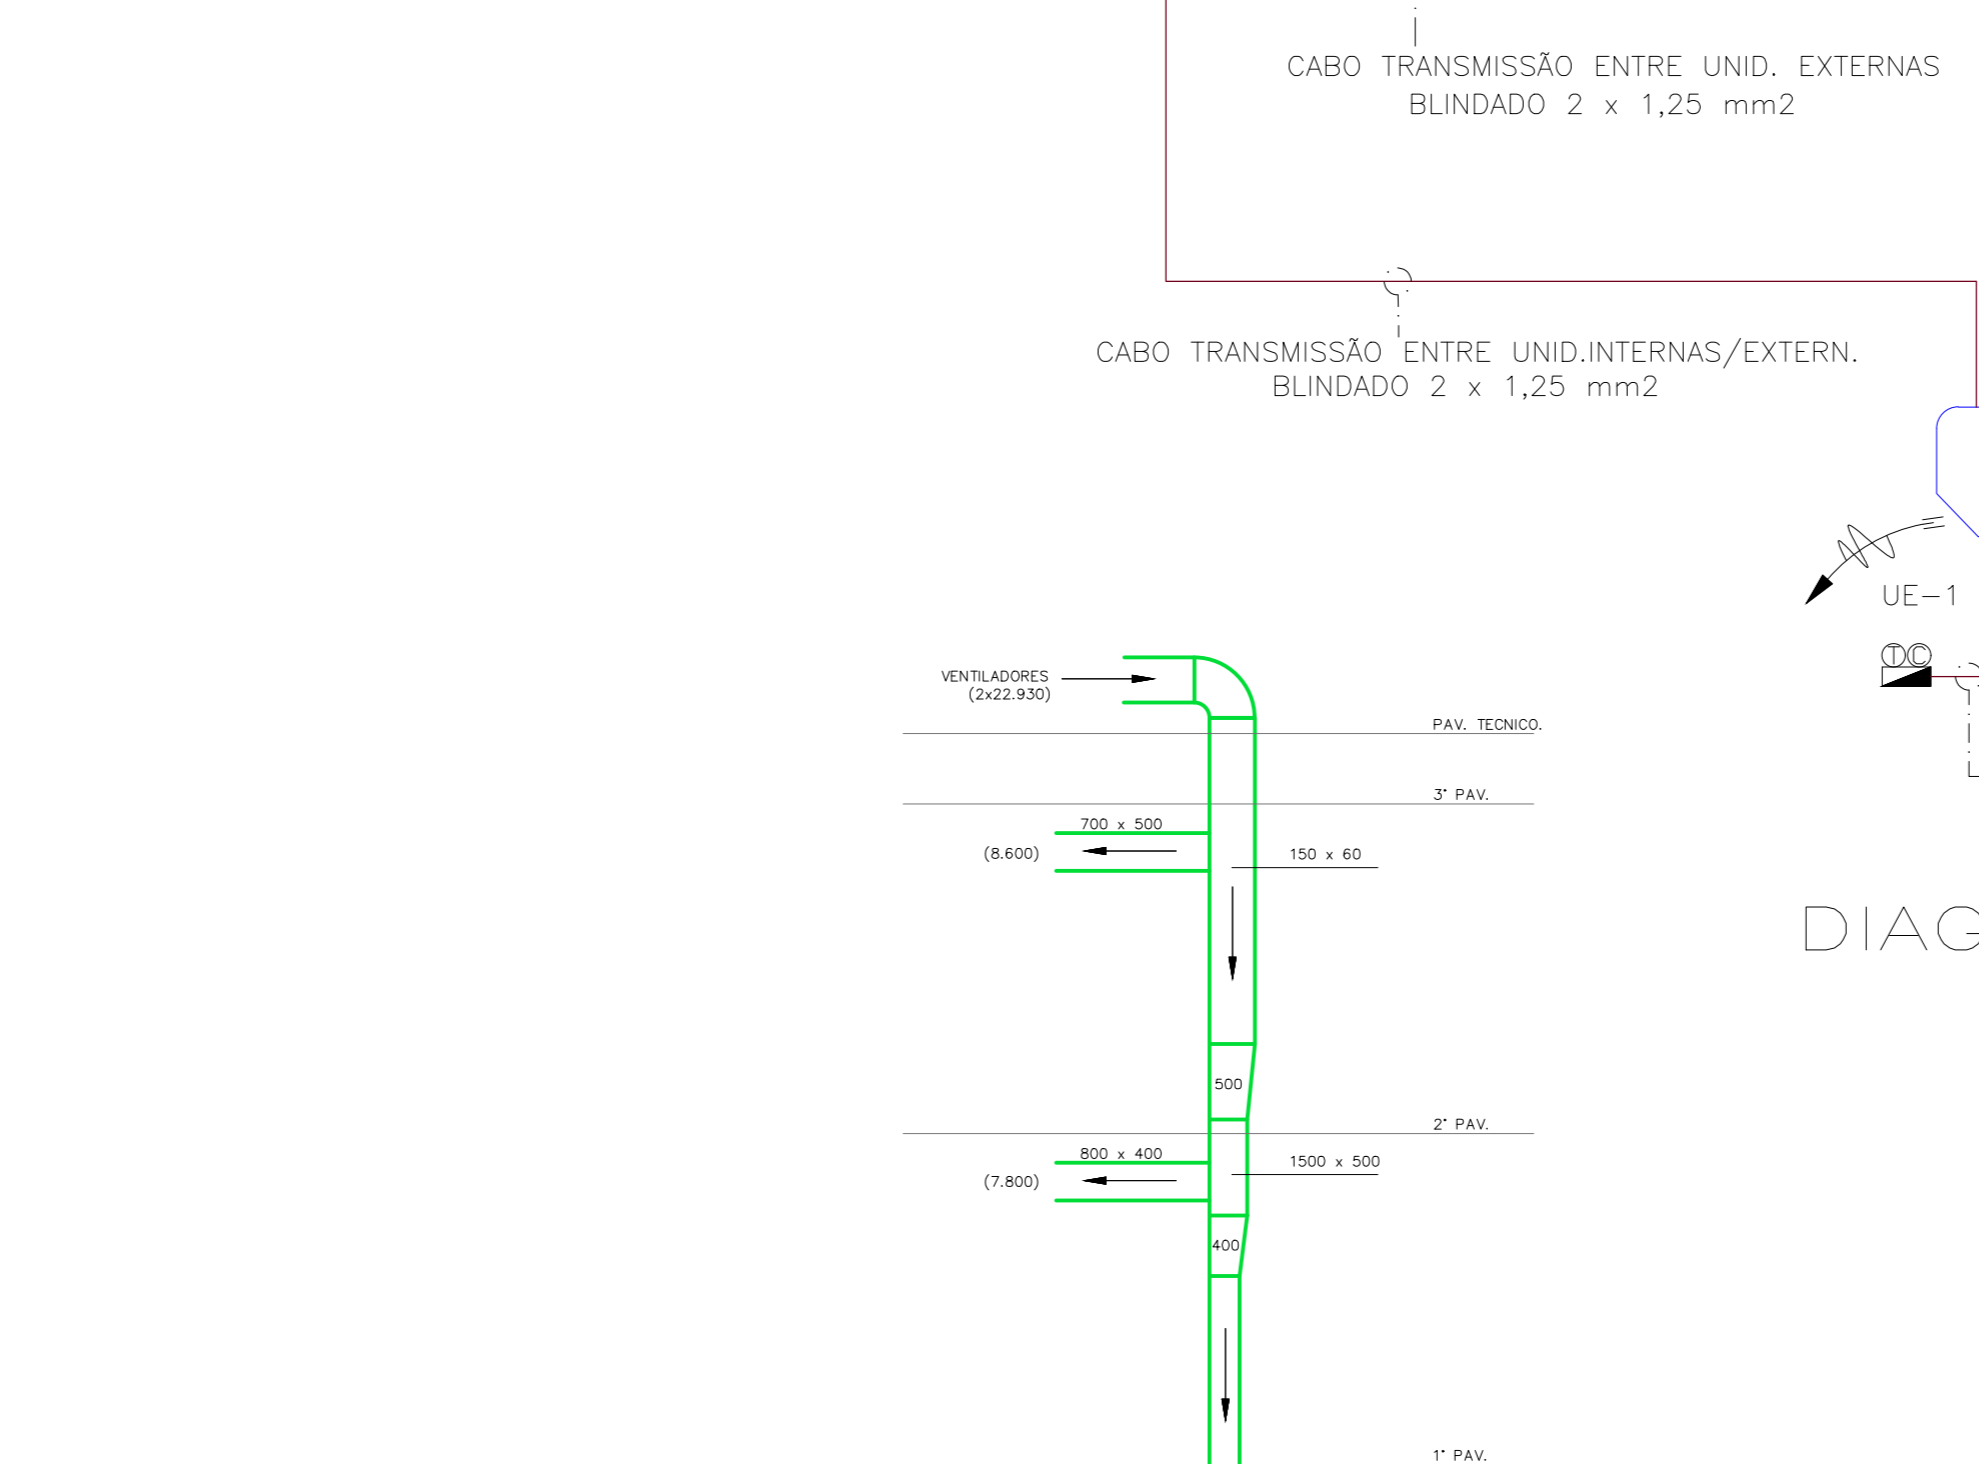 CABO TRANSMISSÃO ENTRE UNID. EXTERNAS
BLINDADO 2 x 1,25 mm2
CABO TRANSMISSÃO ENTRE UNID.INTERNAS/EXTERN.
BLINDADO 2 x 1,25 mm2
UE-1
TC
VENTILADORES
(2x22.930)
PAV. TECNICO.
3° PAV.
700 x 500
(8.600)
150 x 60
DIAG
500
2° PAV.
800 x 400
1500 x 500
(7.800)
400
1° PAV.